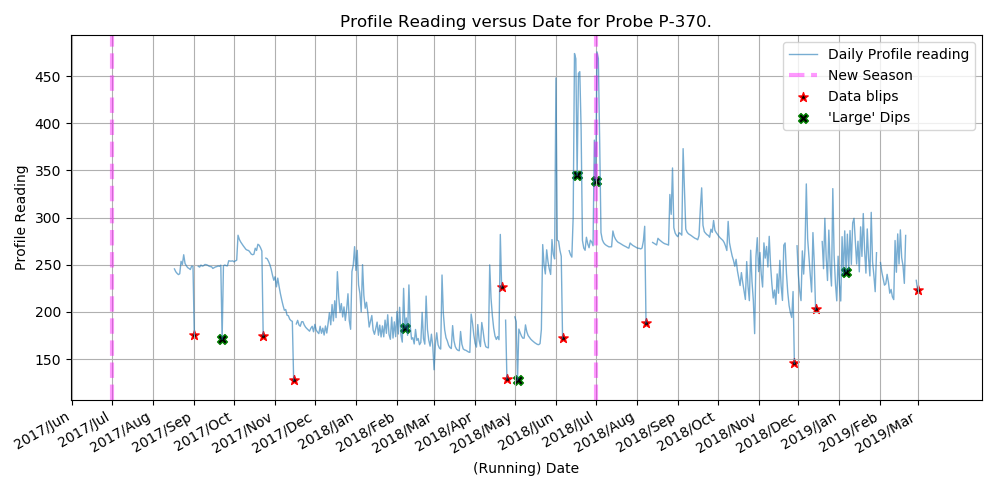 Profile Reading versus Date for Probe P-370.
Daily Profile reading
New Season
Data blips
'Large' Dips
Profile Reading
450
400
350
300
250
200
150
2017/Jun
2017/Jul
2017/Aug
2017/Sep
2017/Oct
2017/Nov
2017/Dec
2018/Jan
2018/Feb
2018/Mar
2018/Apr
2018/May
2018/Jun
2018/Jul
2018/Aug
2018/Sep
2018/Oct
2018/Nov
2018/Dec
2019/Jan
2019/Feb
2019/Mar
(Running) Date